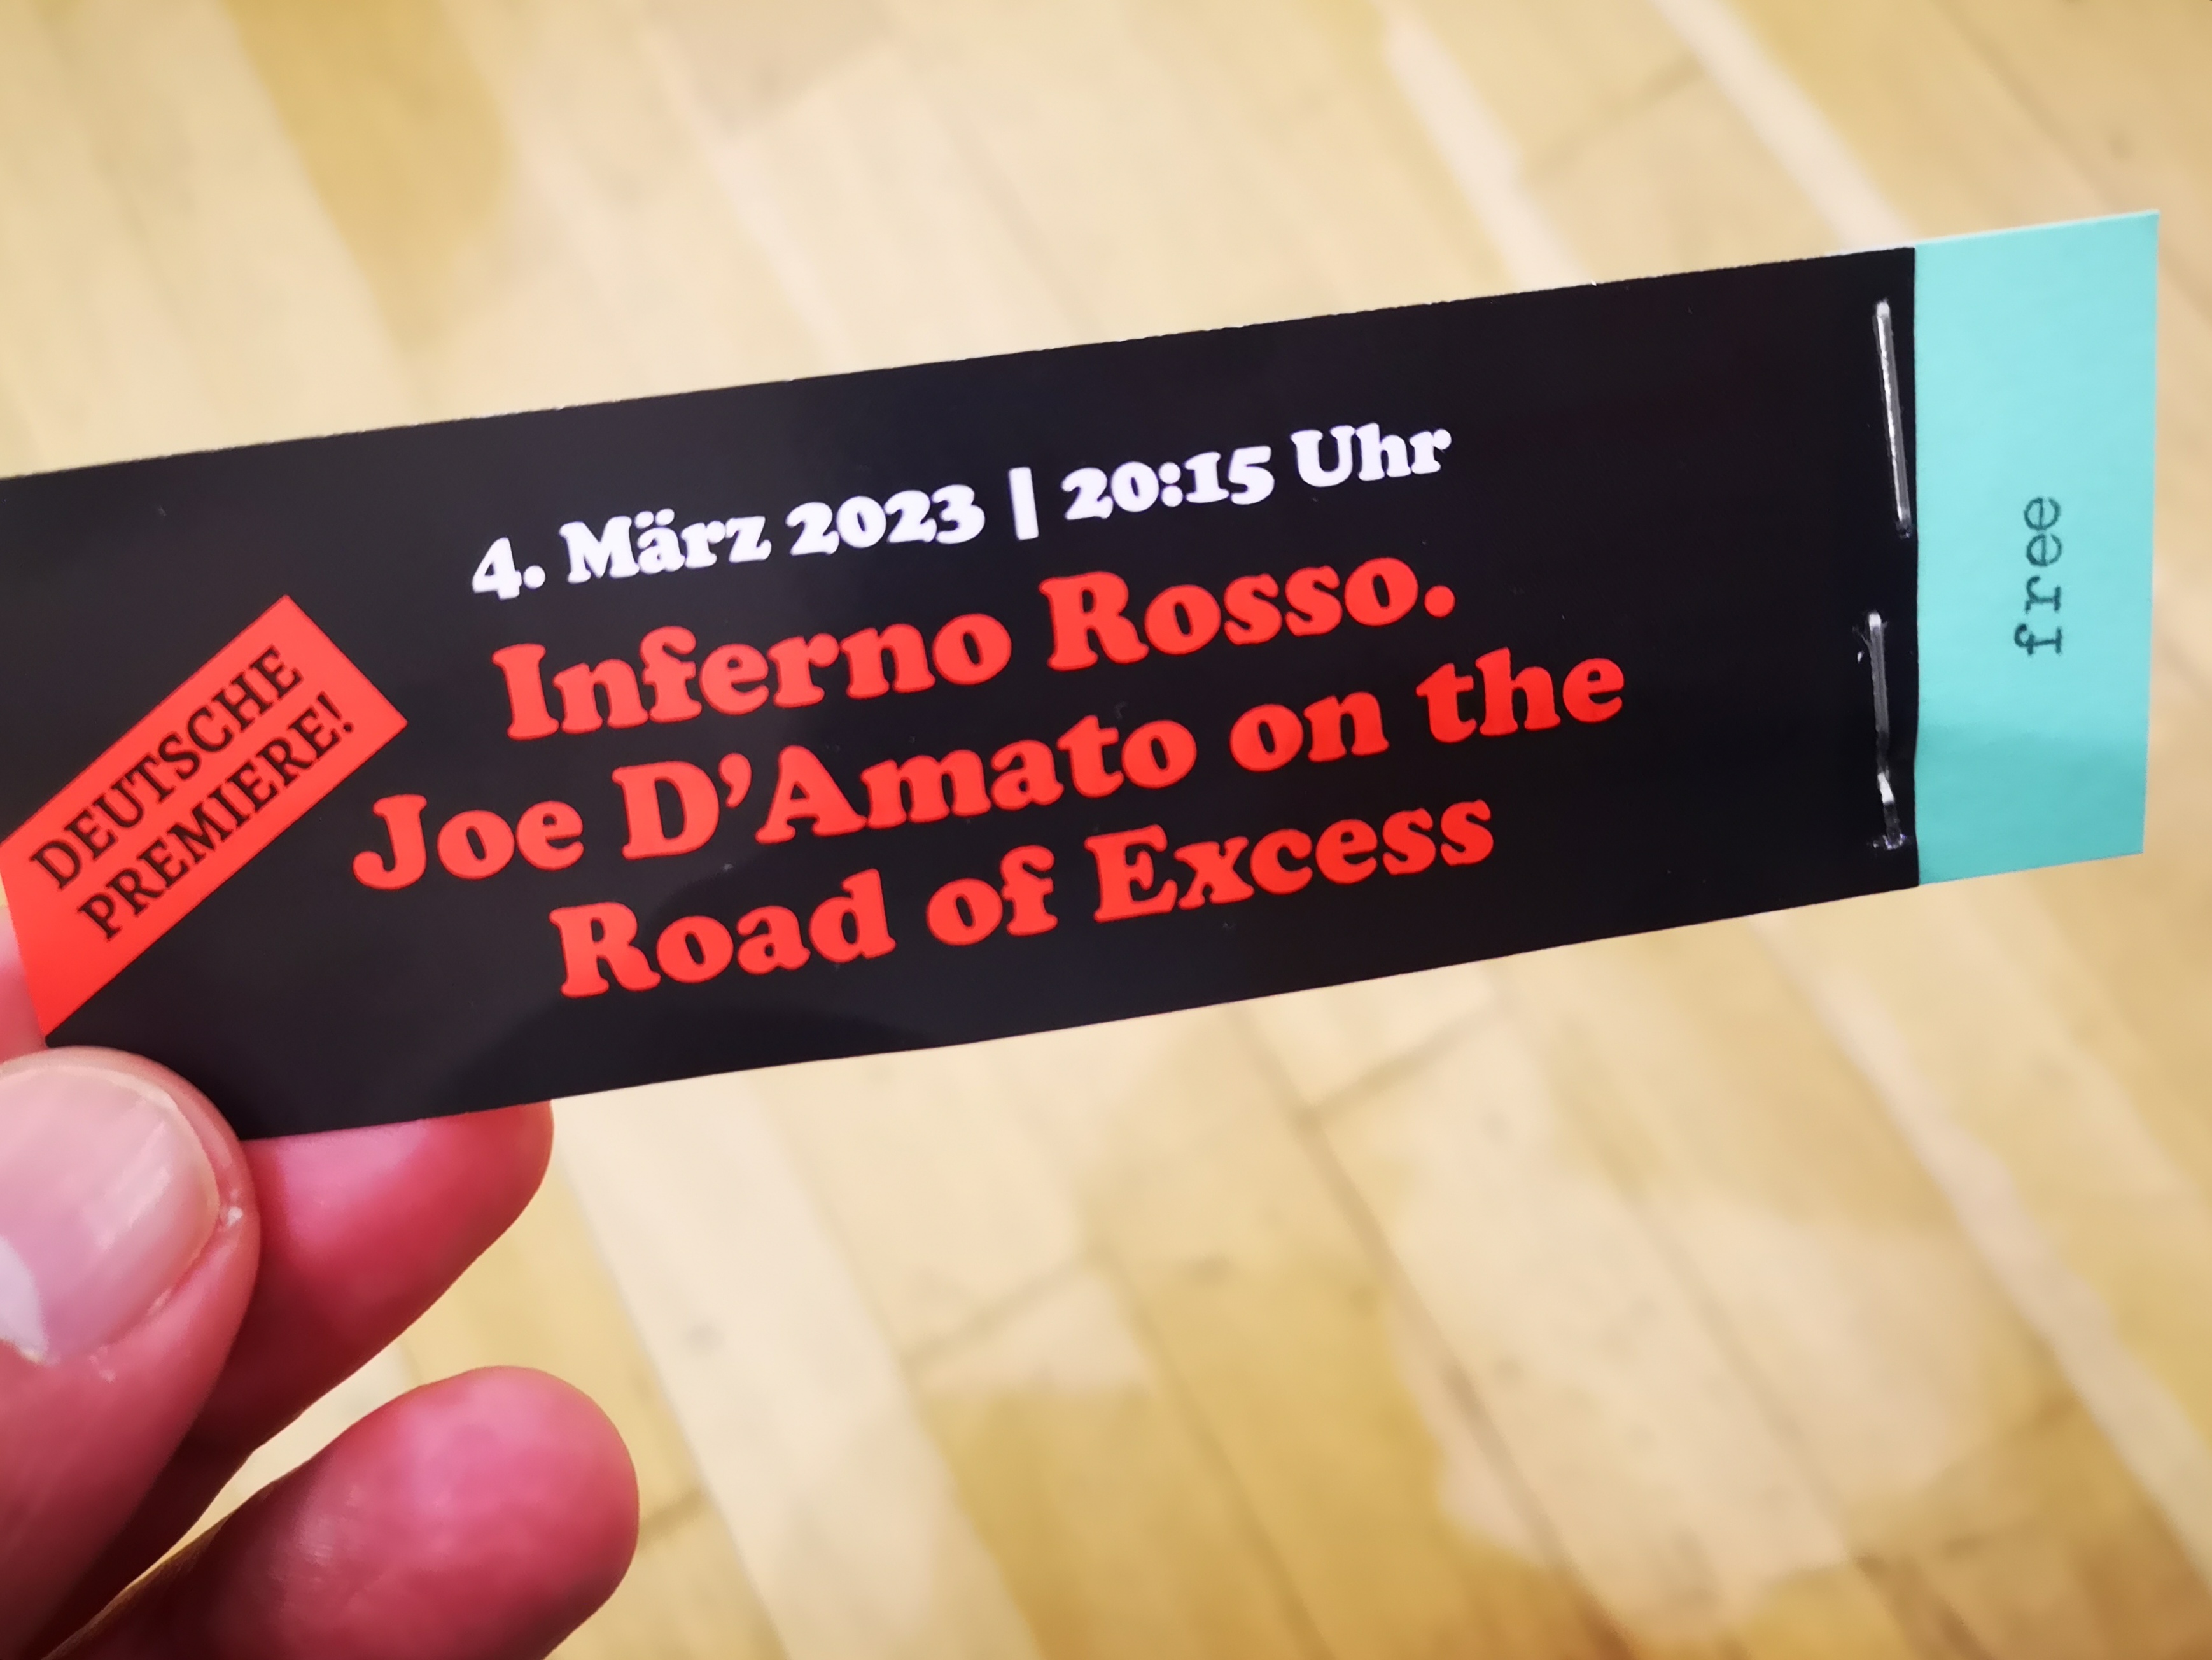 4. März 2023 | 20:15 Uhr
Inferno Rosso.
Joe D'Amato on the
Road of Excess
DEUTSCHE
PREMIERE!
free